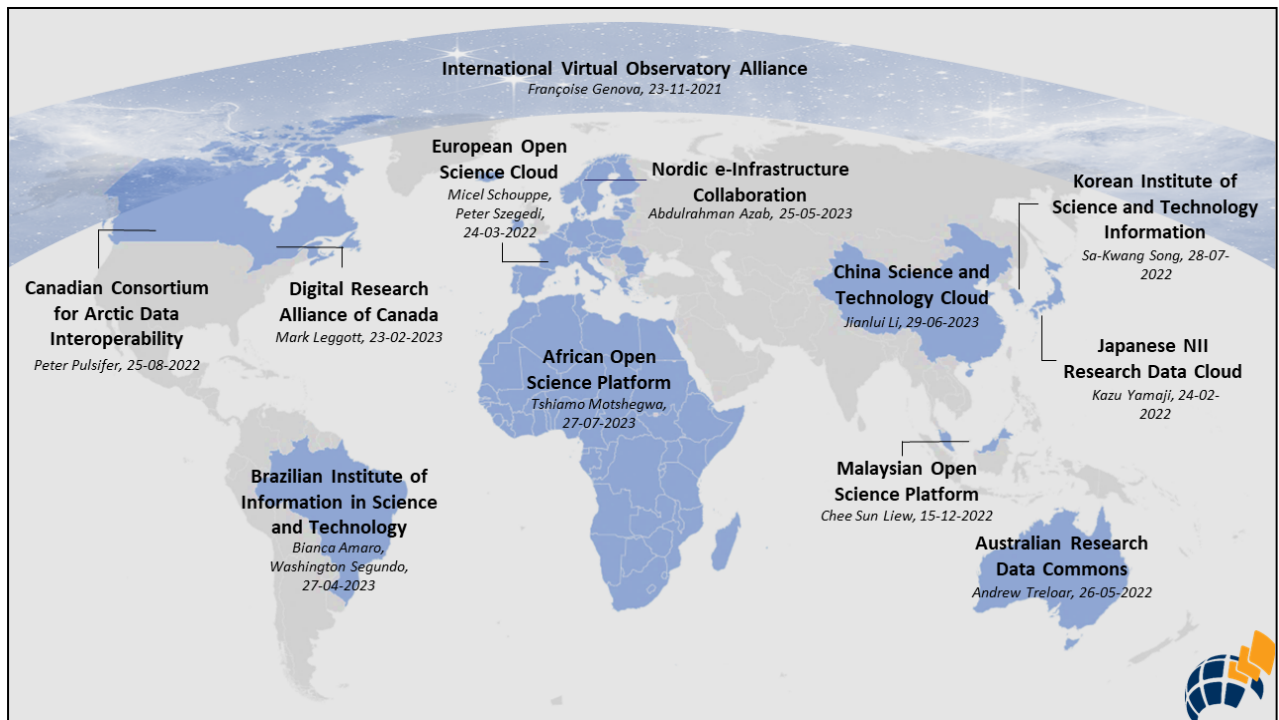 International Virtual Observatory Alliance
Françoise Genova, 23-11-2021
European Open
Science Cloud
Micel Schouppe,
Peter Szegedi,
24-03-2022
Nordic e-Infrastructure
Collaboration
Abdulrahman Azab, 25-05-2023
Korean Institute of
Science and Technology
Information
Sa-Kwang Song, 28-07-
2022
Canadian Consortium
for Arctic Data
Interoperability
Peter Pulsifer, 25-08-2022
Digital Research
Alliance of Canada
Mark Leggott, 23-02-2023
China Science and
Technology Cloud
Jianlui Li, 29-06-2023
Japanese NII
Research Data Cloud
Kazu Yamaji, 24-02-
2022
African Open
Science Platform
Tshiamo Motshegwa,
27-07-2023
Brazilian Institute of
Information in Science
and Technology
Bianca Amaro,
Washington Segundo,
27-04-2023
Malaysian Open
Science Platform
Chee Sun Liew, 15-12-2022
Australian Research
Data Commons
Andrew Treloar, 26-05-2022